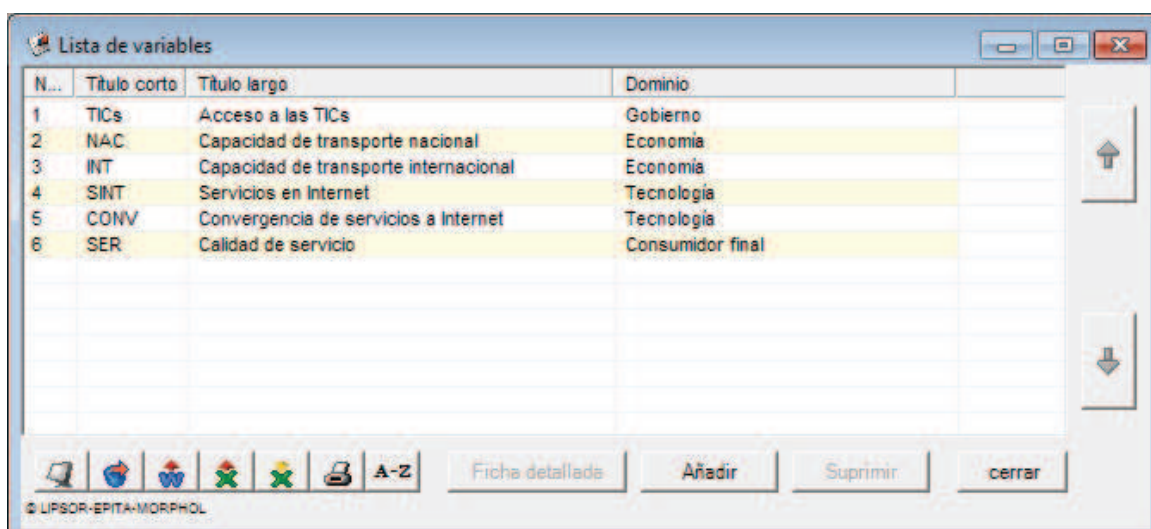 Lista de variables
N... Título corto Título largo Dominio
1 TICs Acceso a las TICs Gobierno
2 NAC Capacidad de transporte nacional Economía
3 INT Capacidad de transporte internacional Economía
4 SINT Servicios en Internet Tecnología
5 CONV Convergencia de servicios a Internet Tecnología
6 SER Calidad de servicio Consumidor final
A-Z Ficha detallada Añadir Suprimir cerrar
© LIPSOR-EPITA-MORPHOL